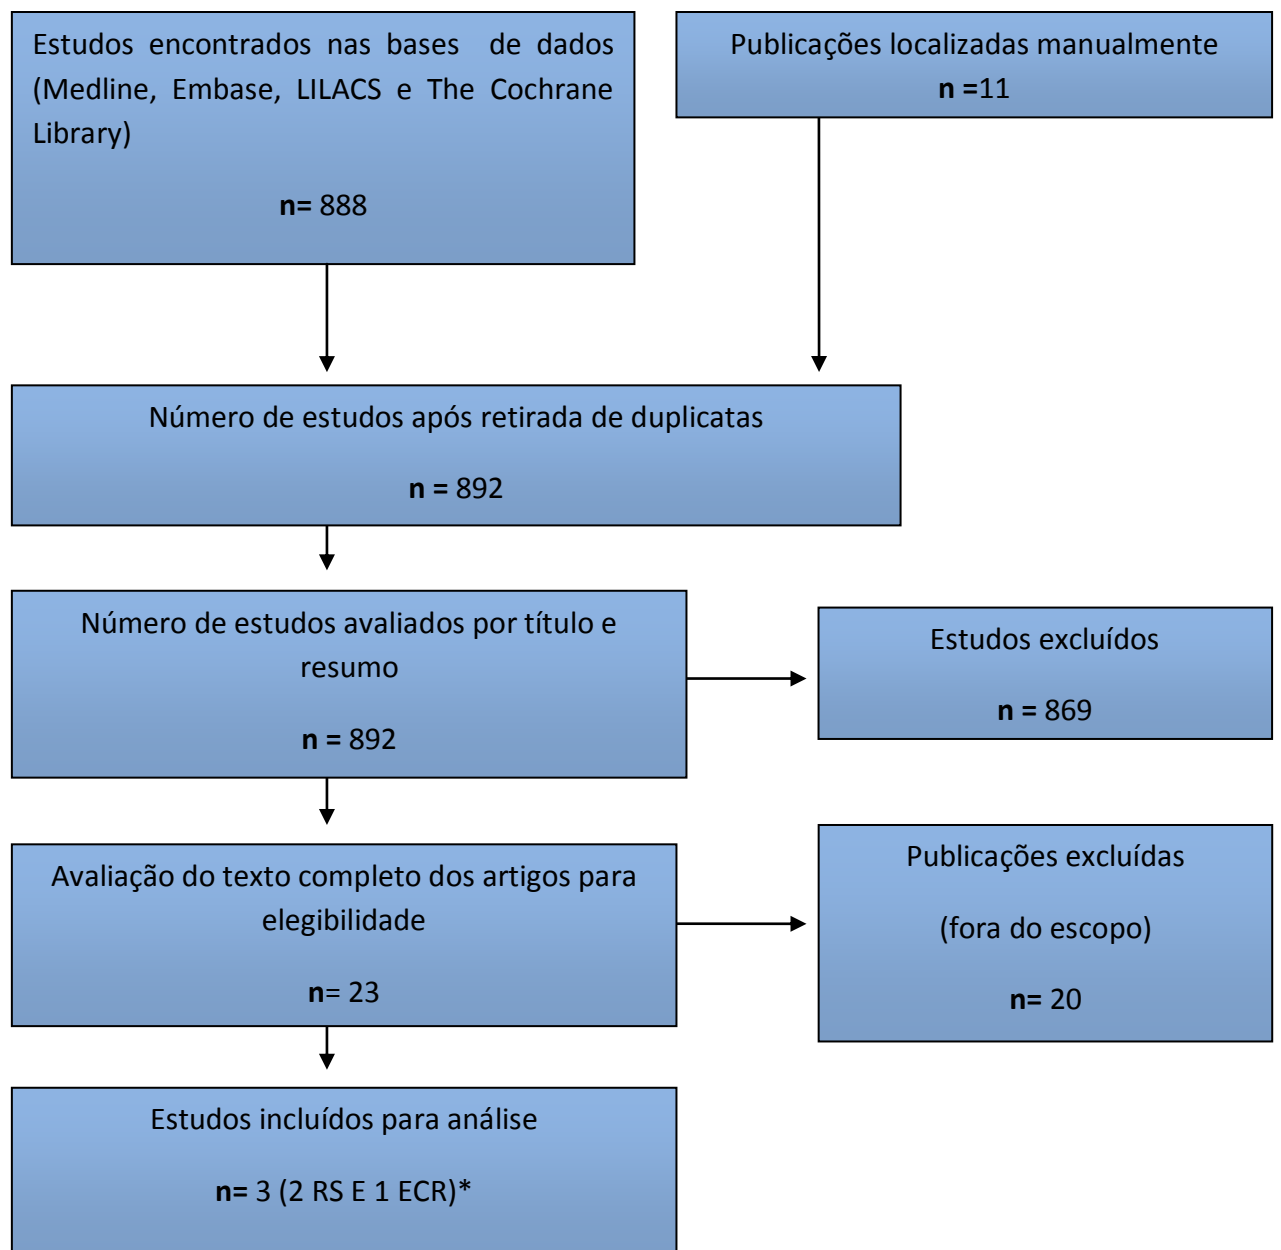 Estudos encontrados nas bases de dados
(Medline, Embase, LILACS e The Cochrane
Library)
n= 888
Publicações localizadas manualmente
n =11
Número de estudos após retirada de duplicatas
n = 892
Número de estudos avaliados por título e
resumo
n = 892
Estudos excluídos
n = 869
Avaliação do texto completo dos artigos para
elegibilidade
n= 23
Publicações excluídas
(fora do escopo)
n= 20
Estudos incluídos para análise
n= 3 (2 RS E 1 ECR)*